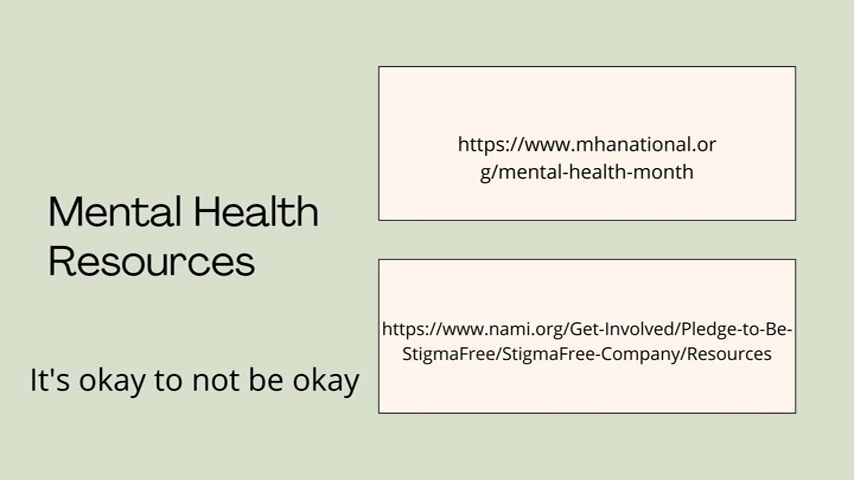 Mental Health
Resources
It's okay to not be okay
https://www.mhanational.or
g/mental-health-month
https://www.nami.org/Get-Involved/Pledge-to-Be-
StigmaFree/StigmaFree-Company/Resources